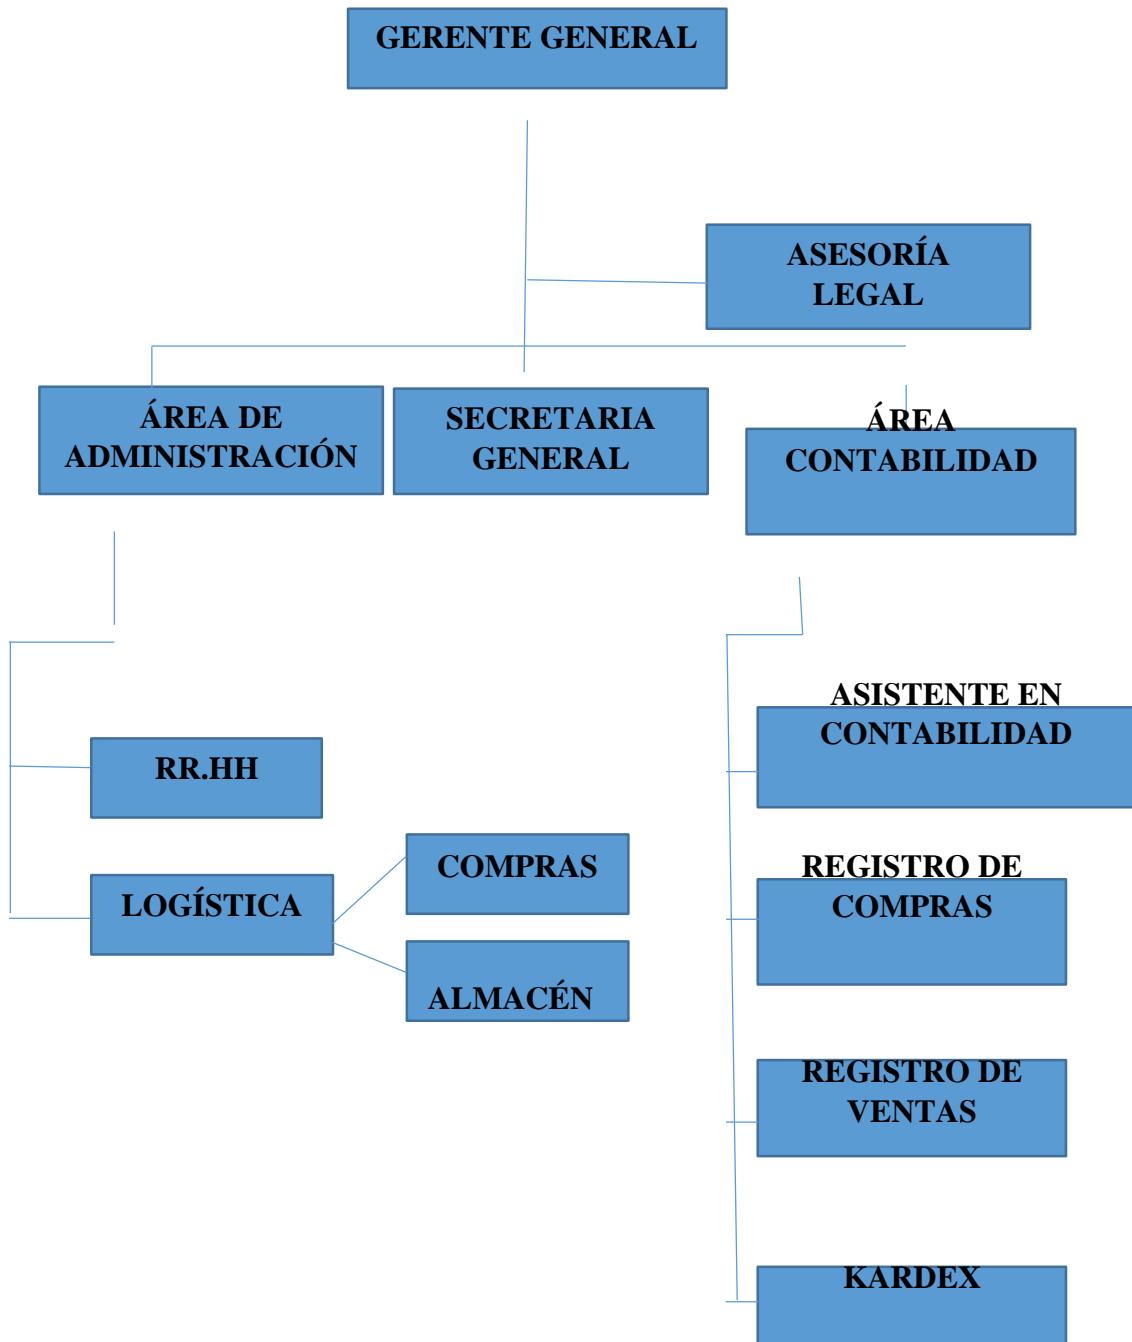 GERENTE GENERAL
ASESORÍA
LEGAL
ÁREA DE
ADMINISTRACIÓN
SECRETARIA
GENERAL
ÁREA
CONTABILIDAD
ASISTENTE EN
CONTABILIDAD
RR.HH
LOGÍSTICA
COMPRAS
ALMACÉN
REGISTRO DE
COMPRAS
REGISTRO DE
VENTAS
KARDEX